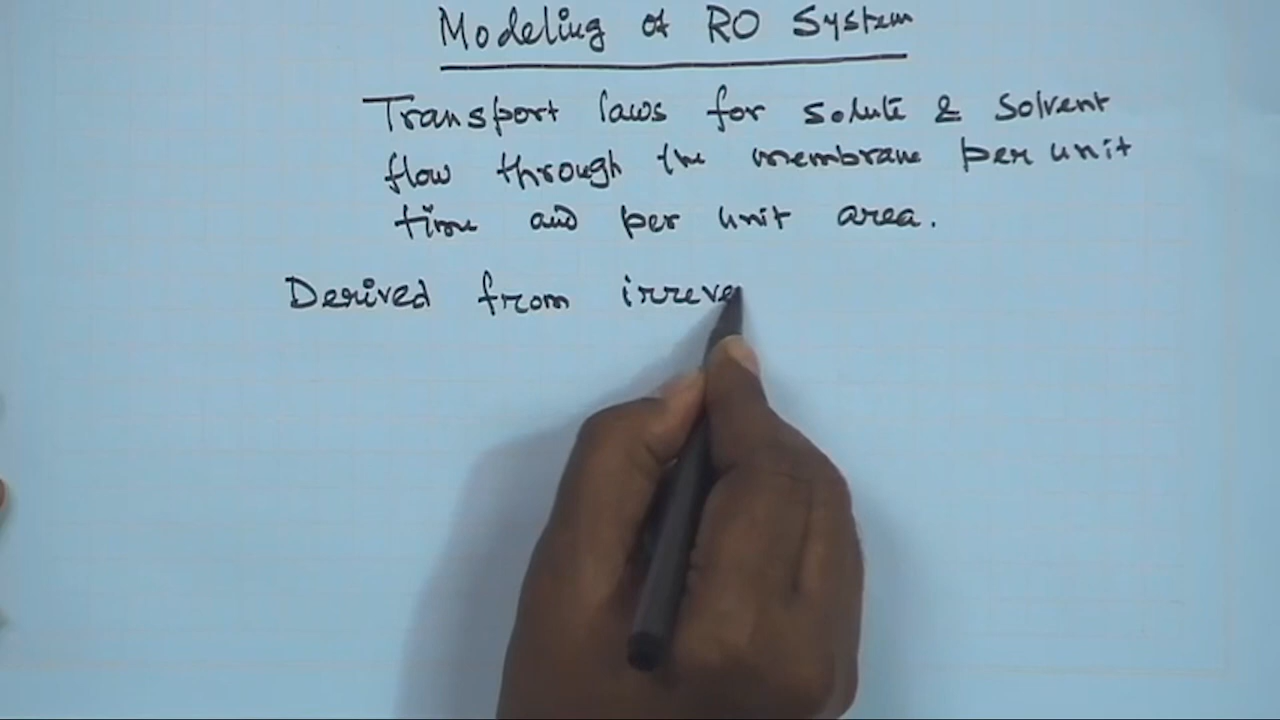 Modeling of RO System
Transport laws for solute & solvent
flow through the membrane per unit
time and per unit area.
Derived from irreve